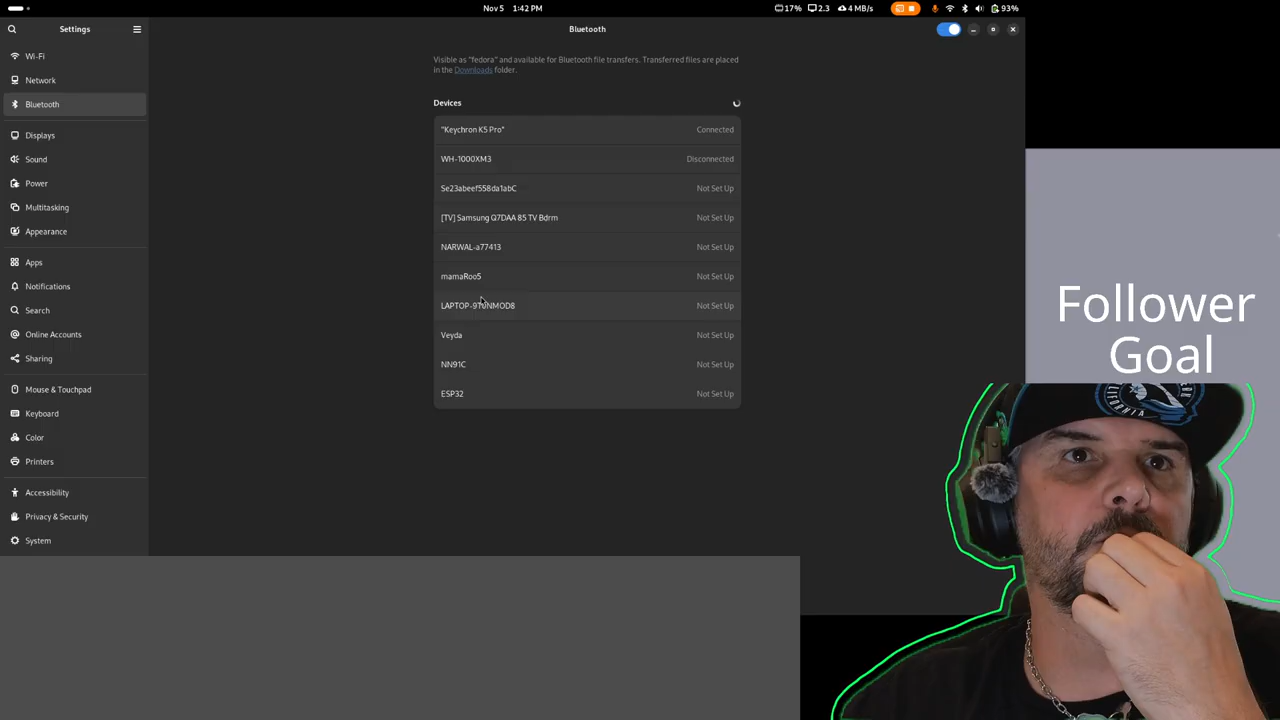 Nov 5 1:42 PM
17% 2.3 4 MB/s 93%
Settings
Bluetooth
Wi-Fi
Network
Bluetooth
Displays
Sound
Power
Multitasking
Appearance
Apps
Notifications
Search
Online Accounts
Sharing
Mouse & Touchpad
Keyboard
Color
Printers
Accessibility
Privacy & Security
System
Visible as "fedora" and available for Bluetooth file transfers. Transferred files are placed
in the Downloads folder.
Devices
"Keychron K5 Pro" Connected
WH-1000XM3 Disconnected
Se23abeef558da1abC Not Set Up
[TV] Samsung Q7DAA 85 TV Bdrm Not Set Up
NARWAL-a77413 Not Set Up
mamaRoo5 Not Set Up
Not Set Up
Veyda Not Set Up
NN91C Not Set Up
ESP32 Not Set Up
Follower
Goal